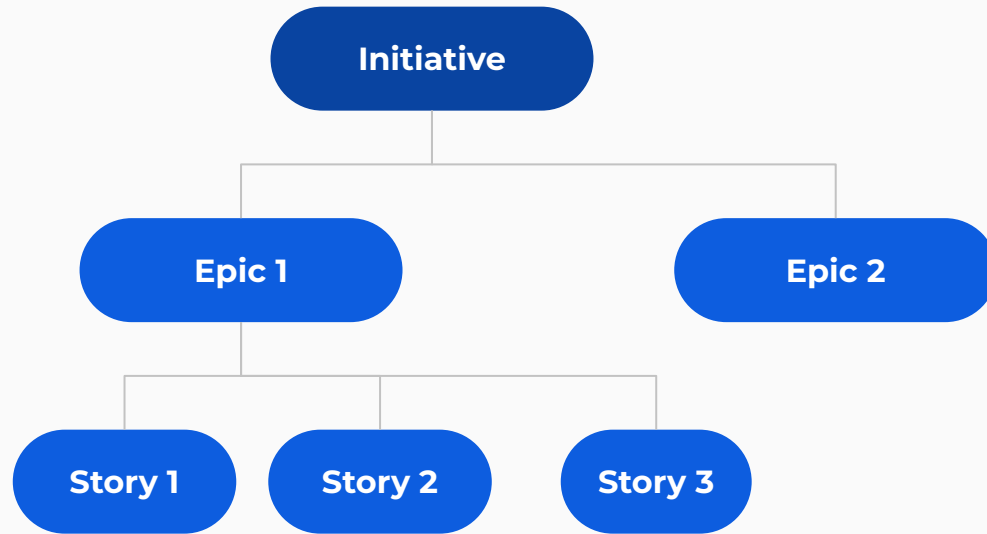 Initiative
Epic 1
Epic 2
Story 1
Story 2
Story 3